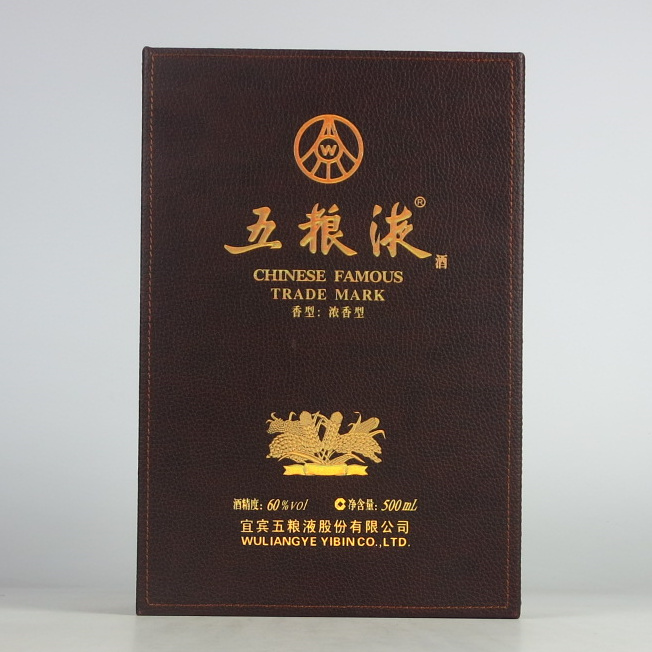 W
五粮液®
酒
CHINESE FAMOUS
TRADE MARK
香型：浓香型
酒精度：60%vol C净含量：500mL
宜宾五粮液股份有限公司
WULIANGYE YIBIN CO., LTD.